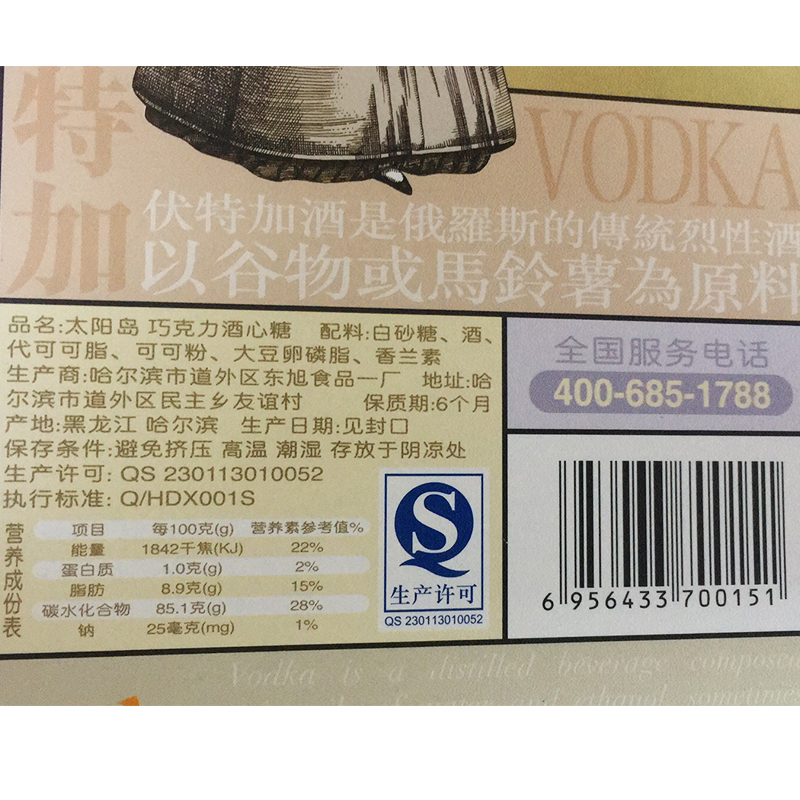 特加
VODKA
伏特加酒是俄羅斯的傳統烈性酒
以谷物或馬鈴薯為原料
品名:太阳岛 巧克力酒心糖 配料:白砂糖、酒、
代可可脂、可可粉、大豆卵磷脂、香兰素
生产商:哈尔滨市道外区东旭食品一厂 地址:哈
尔滨市道外区民主乡友谊村 保质期:6个月
产地:黑龙江 哈尔滨 生产日期:见封口
保存条件:避免挤压 高温 潮湿 存放于阴凉处
生产许可: QS 230113010052
执行标准: Q/HDX001S
营养成份表
项目 每100克(g) 营养素参考值%
能量 1842千焦(KJ) 22%
蛋白质 1.0克(g) 2%
脂肪 8.9克(g) 15%
碳水化合物 85.1克(g) 28%
钠 25毫克(mg) 1%
QS
生产许可
QS 230113010052
全国服务电话
400-685-1788
6 956433 700151
Vodka is a distilled beverage composed
of water and ethanol, sometimes